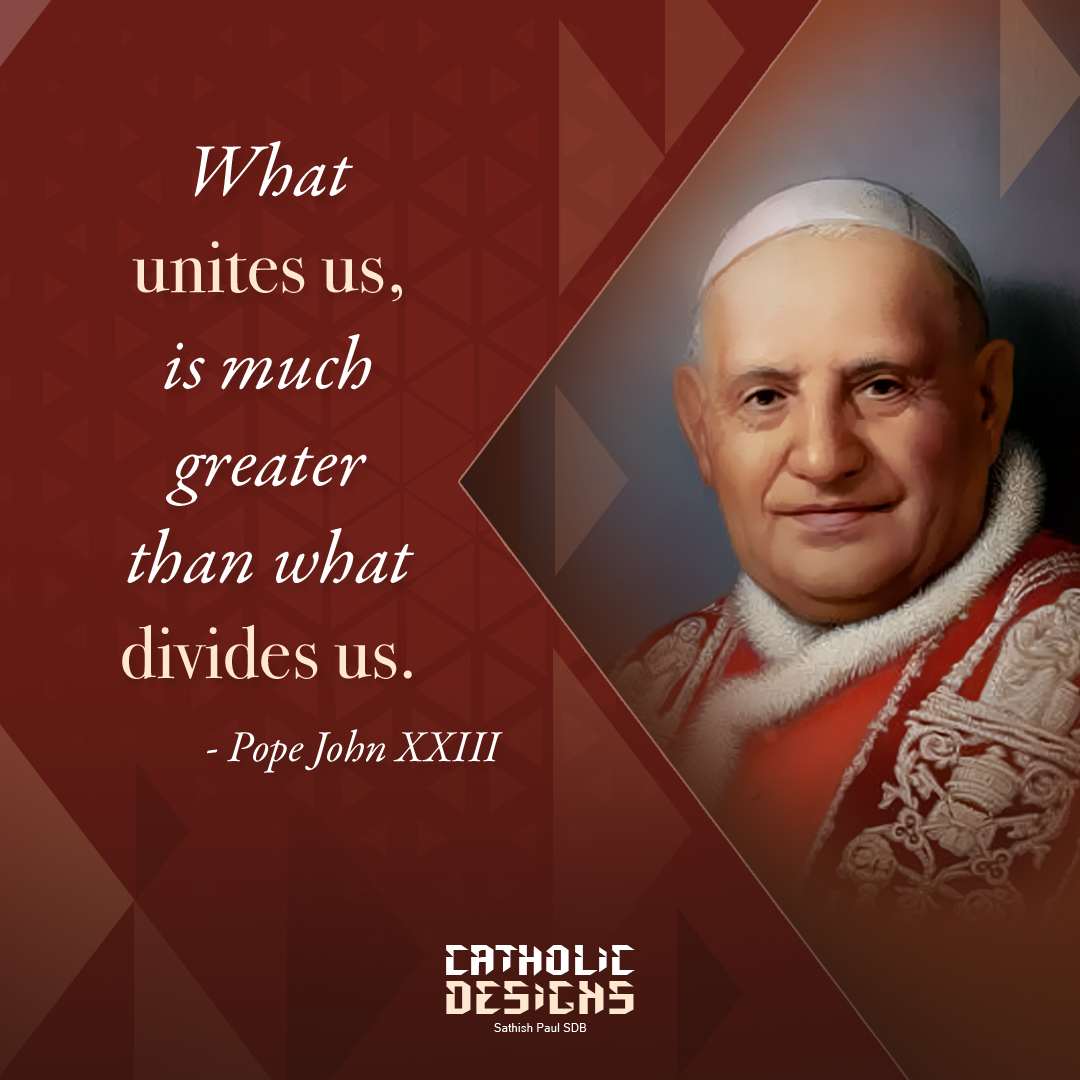 What
unites us,
is much
greater
than what
divides us.
- Pope John XXIII
CATHOLIC
DESIGNS
Sathish Paul SDB